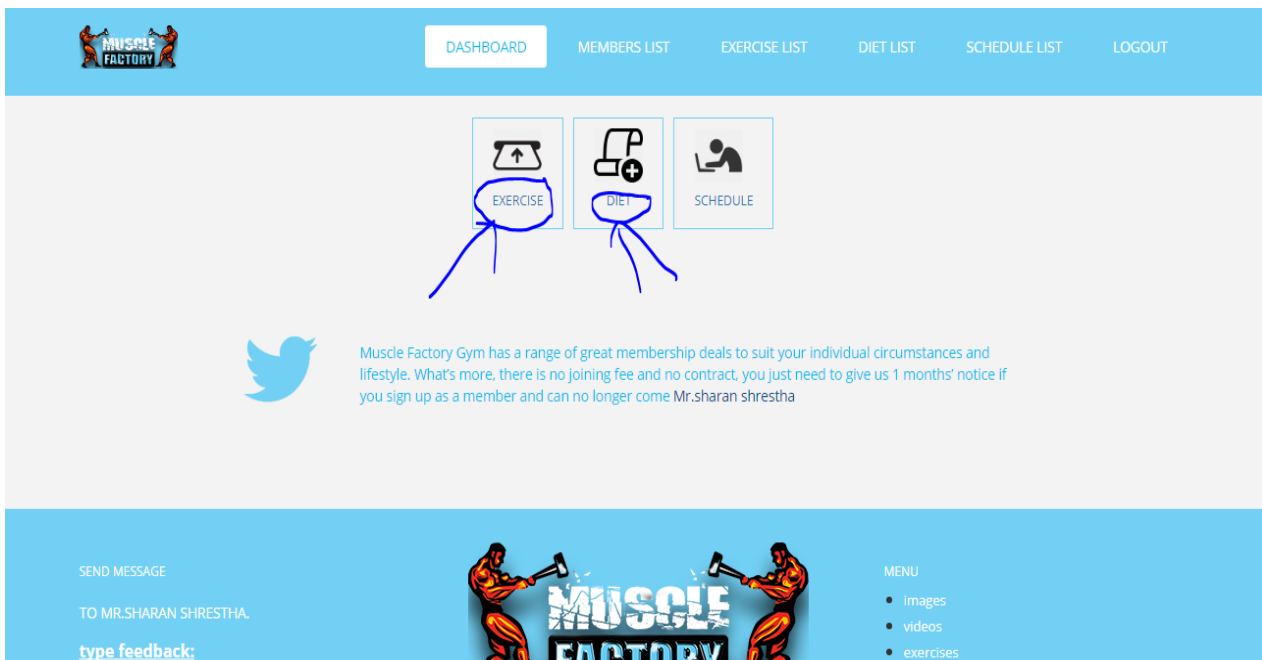 MUSCLE
FACTORY
DASHBOARD MEMBERS LIST EXERCISE LIST DIET LIST SCHEDULE LIST LOGOUT
EXERCISE DIET SCHEDULE
Muscle Factory Gym has a range of great membership deals to suit your individual circumstances and
lifestyle. What's more, there is no joining fee and no contract, you just need to give us 1 months' notice if
you sign up as a member and can no longer come Mr.sharan shrestha
SEND MESSAGE
TO MR.SHARAN SHRESTHA.
type feedback:
MUSCLE
FACTORY
MENU
images
videos
exercises